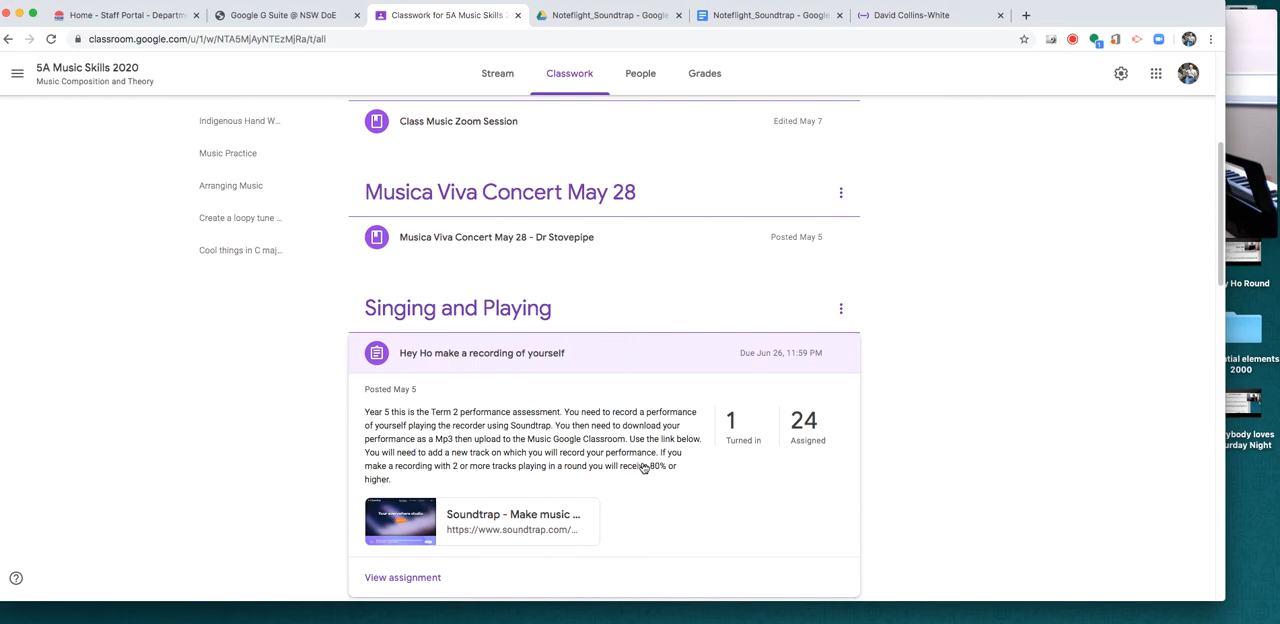 Home - Staff Portal - Departm
Google G Suite @ NSW DoE
Classwork for 5A Music Skills 2
Noteflight_Soundtrap - Google
Noteflight_Soundtrap - Google
David Collins-White
classroom.google.com/u/1/w/NTA5MjAyNTEzMjRa/t/all
5A Music Skills 2020
Music Composition and Theory
Stream
Classwork
People
Grades
Indigenous Hand W...
Music Practice
Arranging Music
Create a loopy tune ...
Cool things in C maj...
Class Music Zoom Session
Edited May 7
Musica Viva Concert May 28
Musica Viva Concert May 28 - Dr Stovepipe
Posted May 5
Singing and Playing
Hey Ho make a recording of yourself
Due Jun 26, 11:59 PM
Posted May 5
Year 5 this is the Term 2 performance assessment. You need to record a performance
of yourself playing the recorder using Soundtrap. You then need to download your
performance as a Mp3 then upload to the Music Google Classroom. Use the link below.
You will need to add a new track on which you will record your performance. If you
make a recording with 2 or more tracks playing in a round you will receive 80% or
higher.
1
Turned in
24
Assigned
Soundtrap - Make music ...
https://www.soundtrap.com/...
View assignment
y Ho Round
tial elements
2000
ybody loves
urday Night